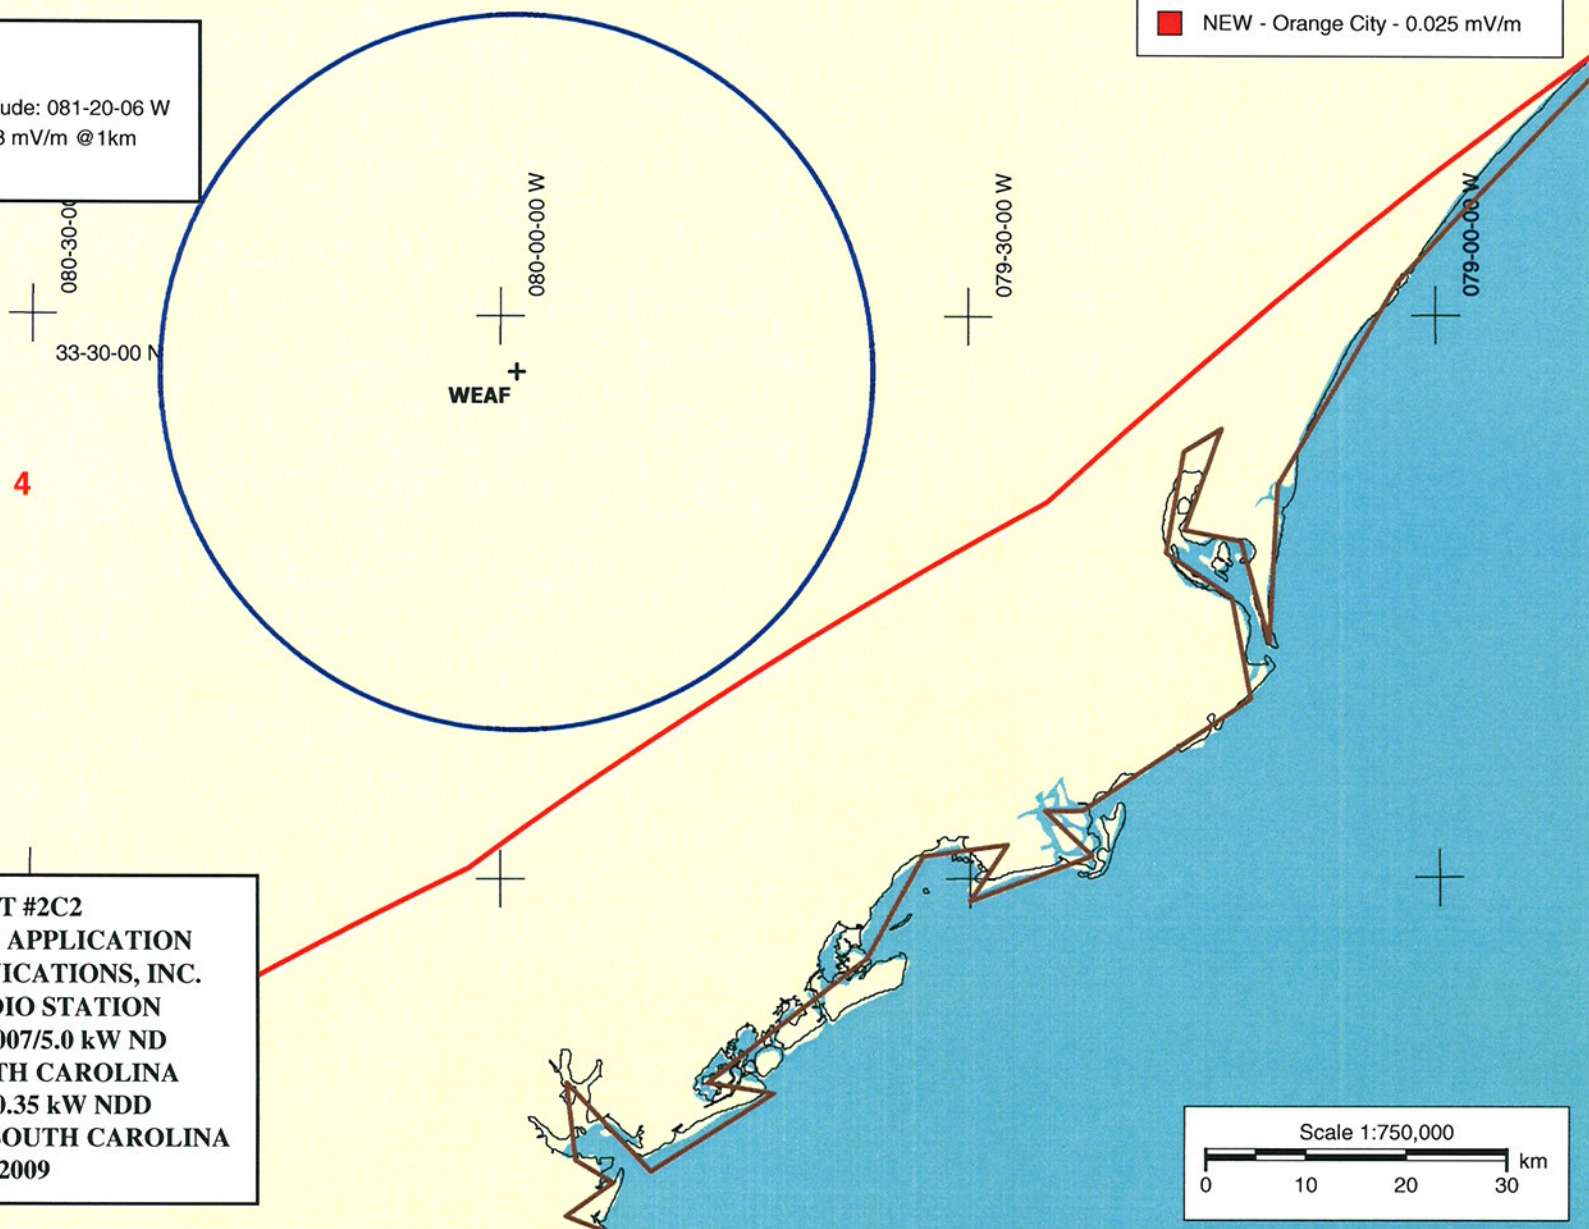 NEW - Orange City - 0.025 mV/m
ude: 081-20-06 W
mV/m @1km
080-30-00
080-00-00 W
079-30-00 W
079-00-00 W
33-30-00 N
WEAF
4
T #2C2
APPLICATION
ICATIONS, INC.
IO STATION
007/5.0 kW ND
TH CAROLINA
0.35 kW NDD
OUTH CAROLINA
2009
Scale 1:750,000
km
0 10 20 30